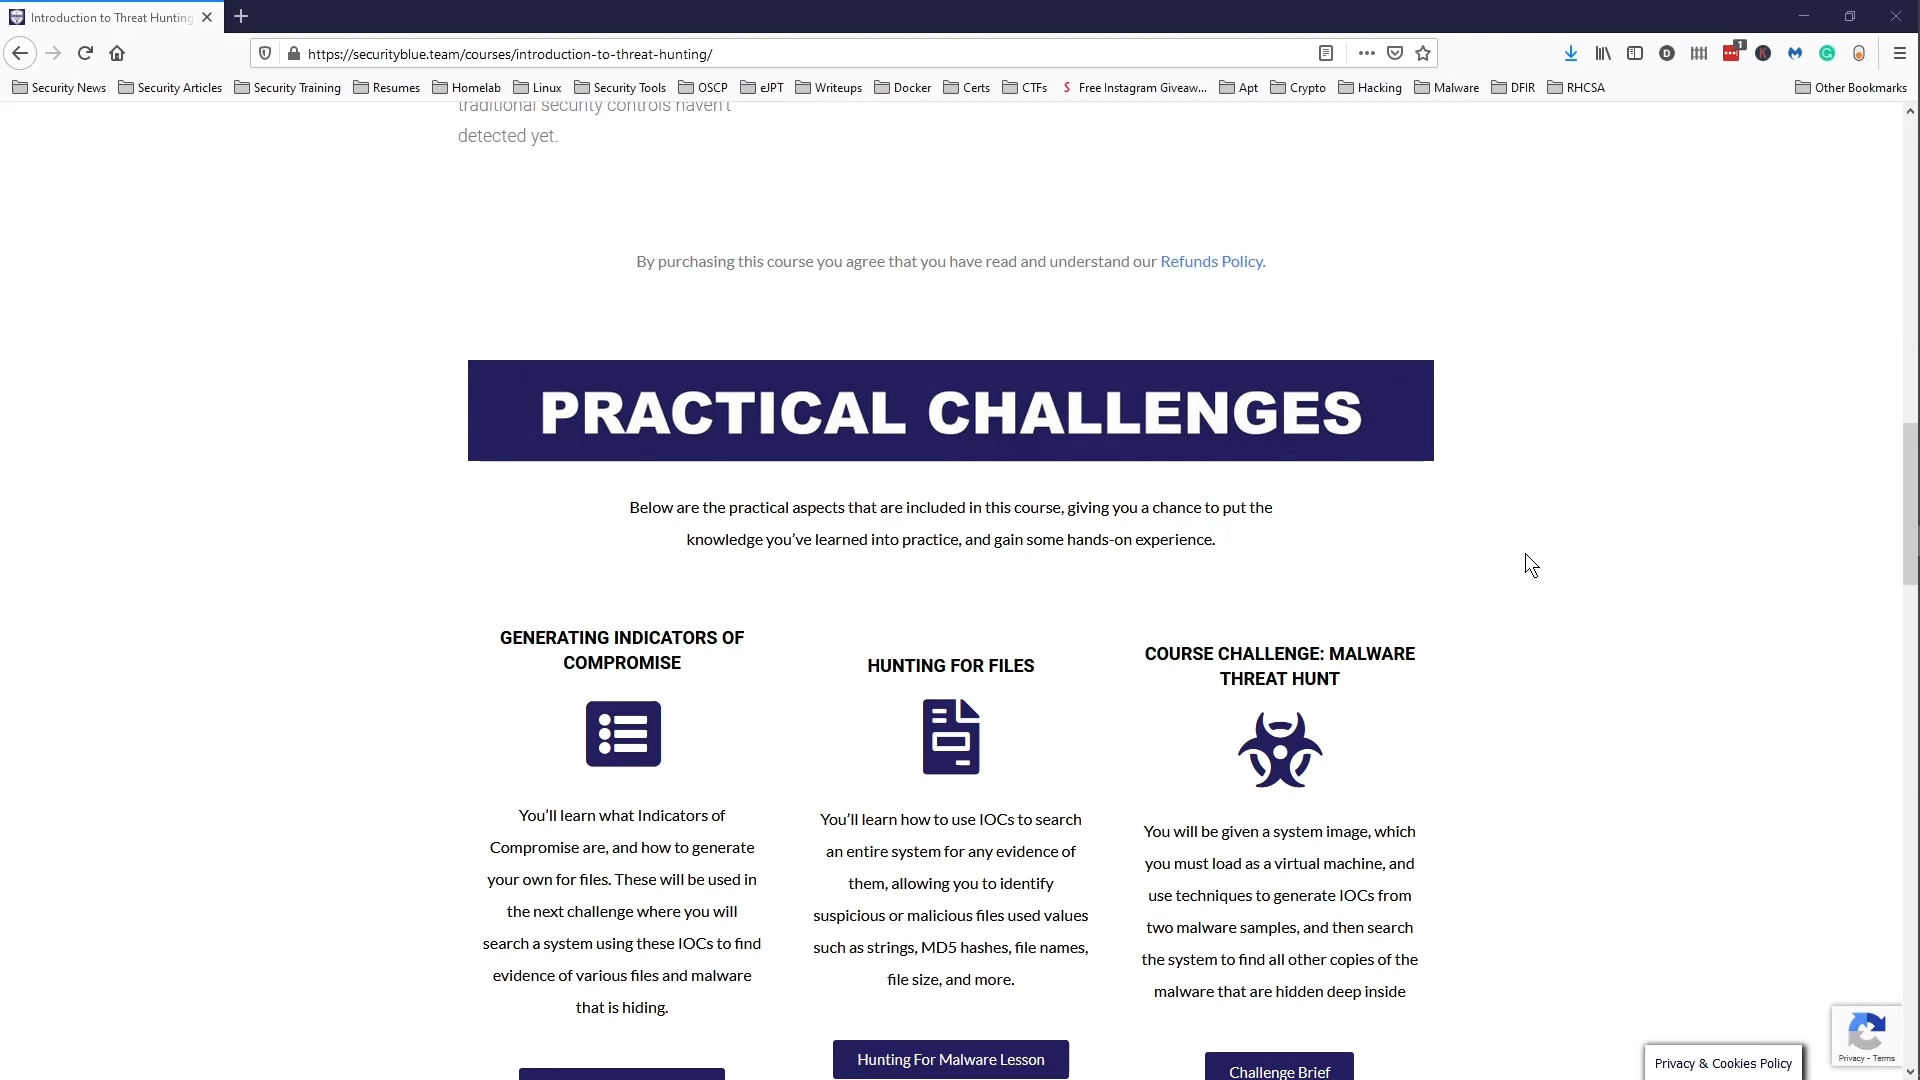 Introduction to Threat Hunting
https://securityblue.team/courses/introduction-to-threat-hunting/
1
Security News Security Articles Security Training Resumes Homelab Linux Security Tools OSCP eJPT Writeups Docker Certs CTFs Free Instagram Giveaw... Apt Crypto Hacking Malware DFIR RHCSA Other Bookmarks
traditional security controls haven't
detected yet.
By purchasing this course you agree that you have read and understand our Refunds Policy.
PRACTICAL CHALLENGES
Below are the practical aspects that are included in this course, giving you a chance to put the
knowledge you've learned into practice, and gain some hands-on experience.
GENERATING INDICATORS OF
COMPROMISE
You'll learn what Indicators of
Compromise are, and how to generate
your own for files. These will be used in
the next challenge where you will
search a system using these IOCs to find
evidence of various files and malware
that is hiding.
HUNTING FOR FILES
You'll learn how to use IOCs to search
an entire system for any evidence of
them, allowing you to identify
suspicious or malicious files used values
such as strings, MD5 hashes, file names,
file size, and more.
Hunting For Malware Lesson
COURSE CHALLENGE: MALWARE
THREAT HUNT
You will be given a system image, which
you must load as a virtual machine, and
use techniques to generate IOCs from
two malware samples, and then search
the system to find all other copies of the
malware that are hidden deep inside
Challenge Brief
Privacy - Terms
Privacy & Cookies Policy